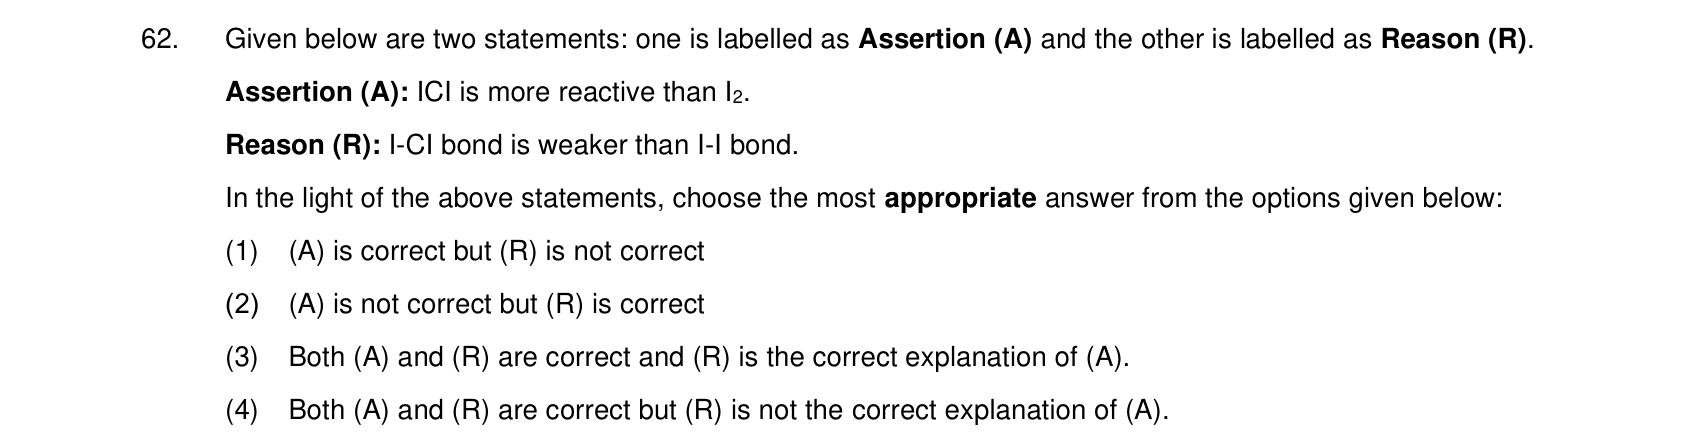 62. Given below are two statements: one is labelled as Assertion (A) and the other is labelled as Reason (R).
Assertion (A): ICI is more reactive than I₂.
Reason (R): I-CI bond is weaker than I-I bond.
In the light of the above statements, choose the most appropriate answer from the options given below:
(1) (A) is correct but (R) is not correct
(2) (A) is not correct but (R) is correct
(3) Both (A) and (R) are correct and (R) is the correct explanation of (A).
(4) Both (A) and (R) are correct but (R) is not the correct explanation of (A).